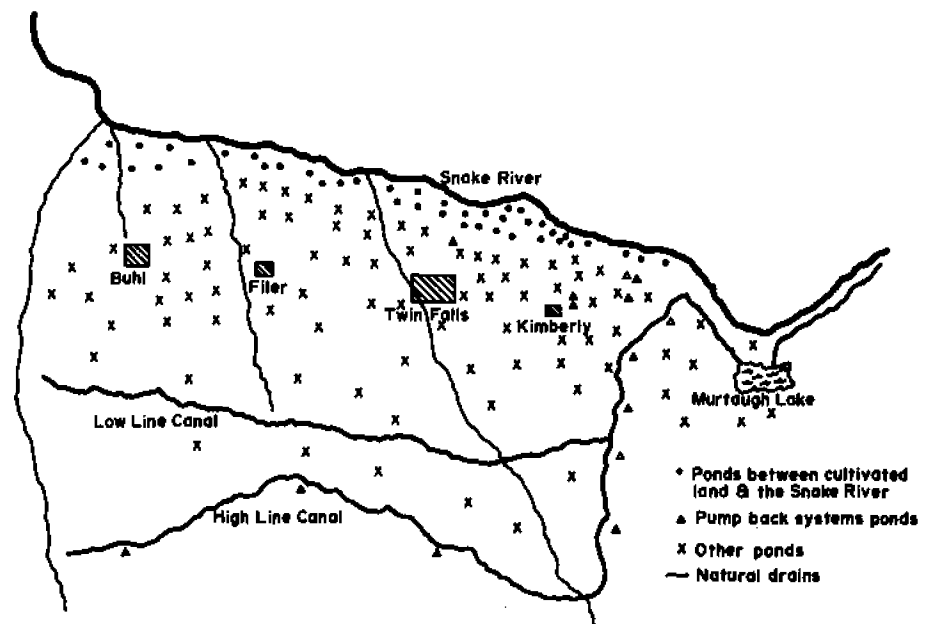 Snake River
Buhl
Filer
Twin Falls
Kimberly
Murtaugh Lake
Low Line Canal
High Line Canal
Ponds between cultivated
land & the Snake River
Pump back systems ponds
Other ponds
Natural drains